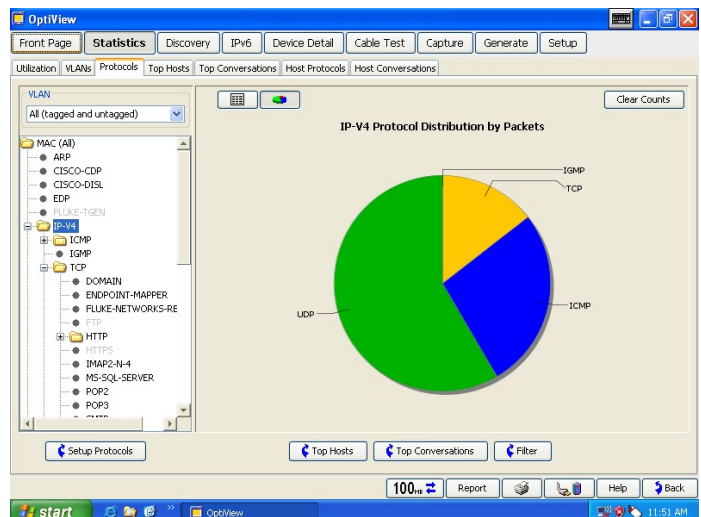 OptiView
Front Page Statistics Discovery IPv6 Device Detail Cable Test Capture Generate Setup
Utilization VLANs Protocols Top Hosts Top Conversations Host Protocols Host Conversations
VLAN
All (tagged and untagged)
Clear Counts
IP-V4 Protocol Distribution by Packets
MAC (All)
ARP
CISCO-CDP
CISCO-DISL
EDP
FLUKE-TGEN
IP-V4
ICMP
IGMP
TCP
DOMAIN
ENDPOINT-MAPPER
FLUKE-NETWORKS-RE
FTP
HTTP
HTTPS
IMAP2-N-4
MS-SQL-SERVER
POP2
POP3
IGMP
TCP
UDP
ICMP
Setup Protocols
Top Hosts Top Conversations Filter
100MB Report Help Back
start OptiView 11:51 AM